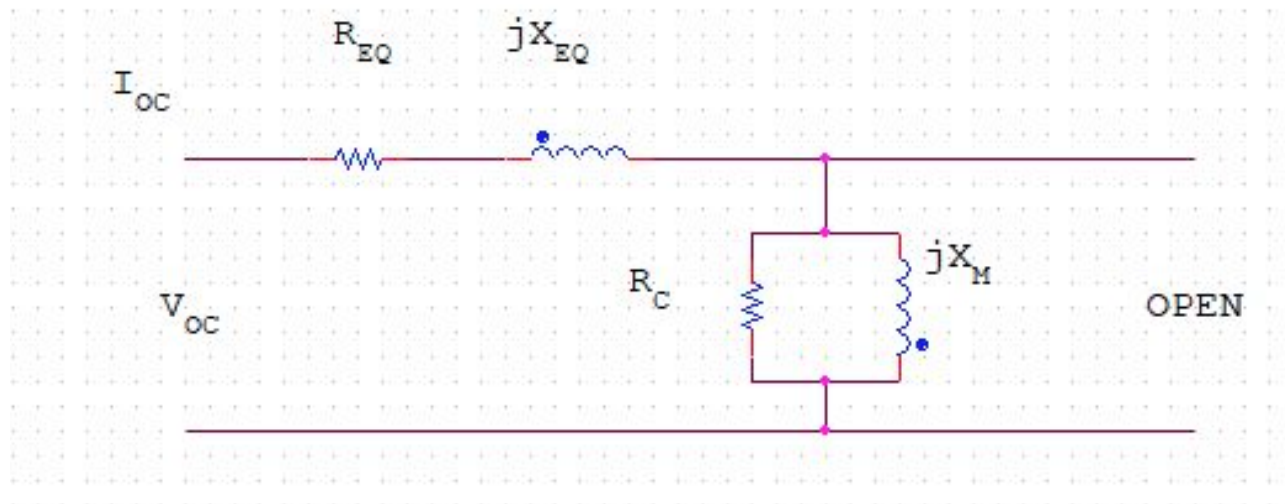 R_EQ
jX_EQ
I_OC
jX_M
R_C
V_OC
OPEN